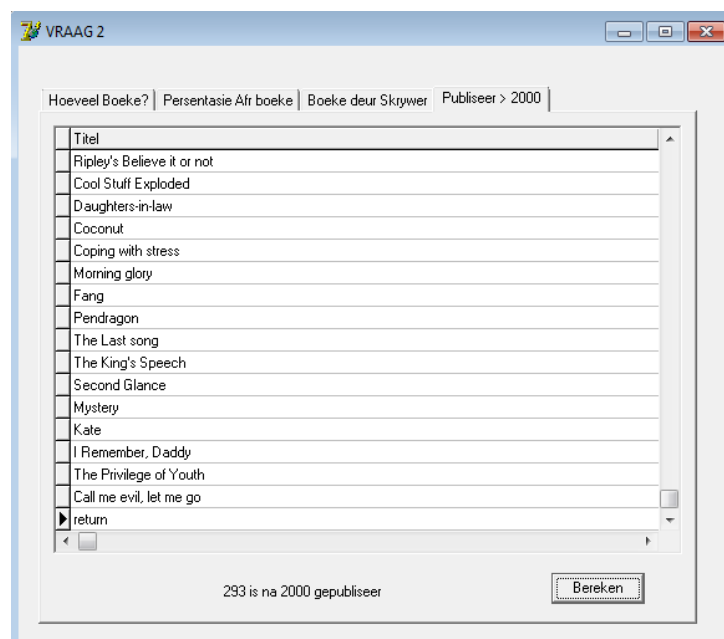 VRAAG 2
Hoeveel Boeke? Persentasie Afr boeke Boeke deur Skrywer Publiseer > 2000
Titel
Ripley's Believe it or not
Cool Stuff Exploded
Daughters-in-law
Coconut
Coping with stress
Morning glory
Fang
Pendragon
The Last song
The King's Speech
Second Glance
Mystery
Kate
I Remember, Daddy
The Privilege of Youth
Call me evil, let me go
return
293 is na 2000 gepubliseer Bereken